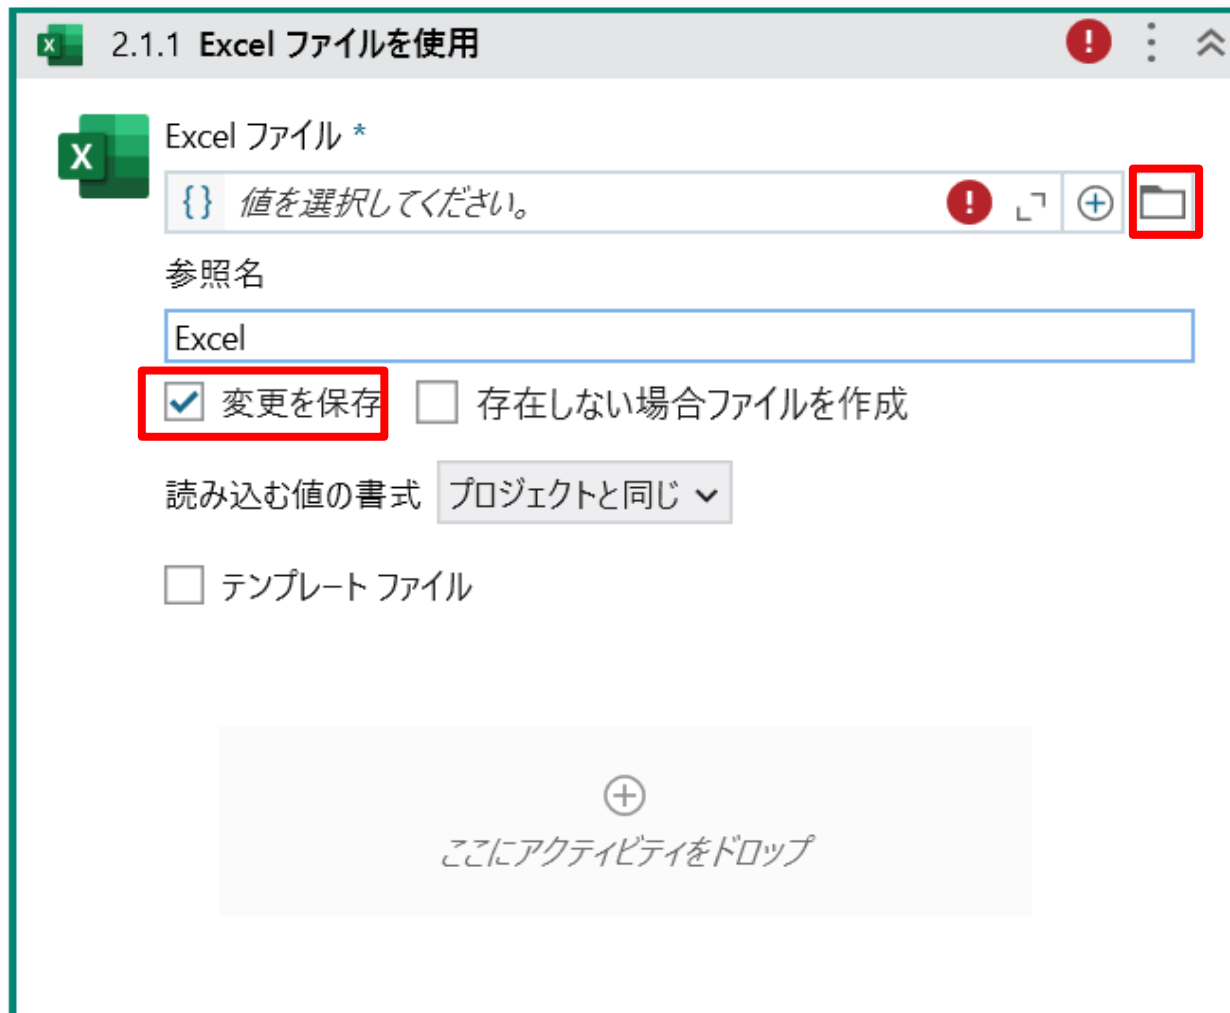 2.1.1 Excel ファイルを使用
Excel ファイル *
{} 値を選択してください。
参照名
Excel
変更を保存 存在しない場合ファイルを作成
読み込む値の書式 プロジェクトと同じ
テンプレート ファイル
ここにアクティビティをドロップ